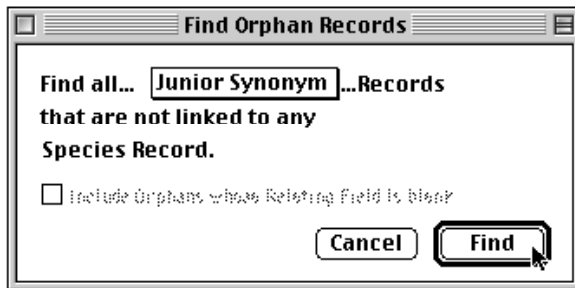 Find Orphan Records
Find all... Junior Synonym ...Records
that are not linked to any
Species Record.
Include Orphans whose Relating Field is blank
Cancel Find